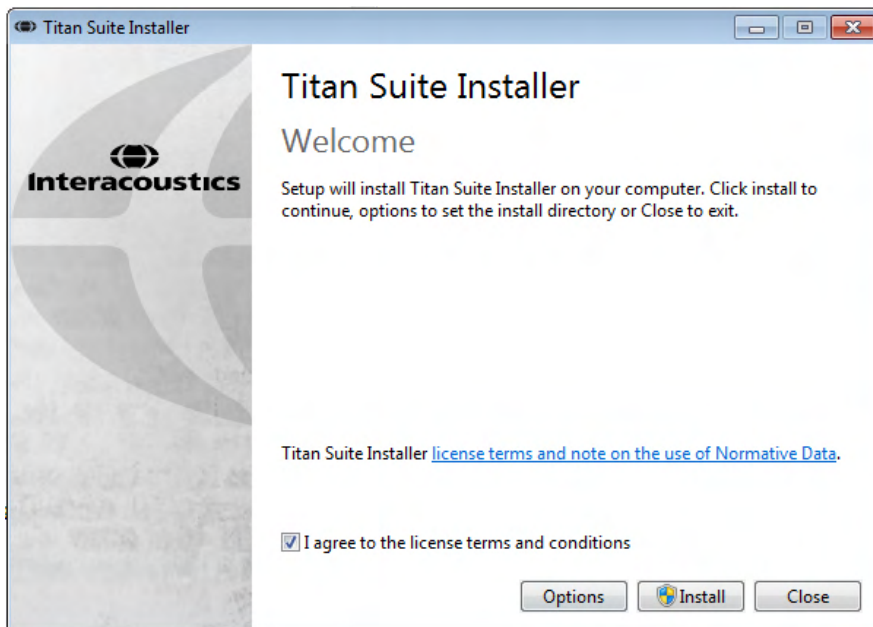 Titan Suite Installer
Titan Suite Installer
Welcome
Interacoustics
Setup will install Titan Suite Installer on your computer. Click install to
continue, options to set the install directory or Close to exit.
Titan Suite Installer license terms and note on the use of Normative Data.
I agree to the license terms and conditions
Options
Install
Close